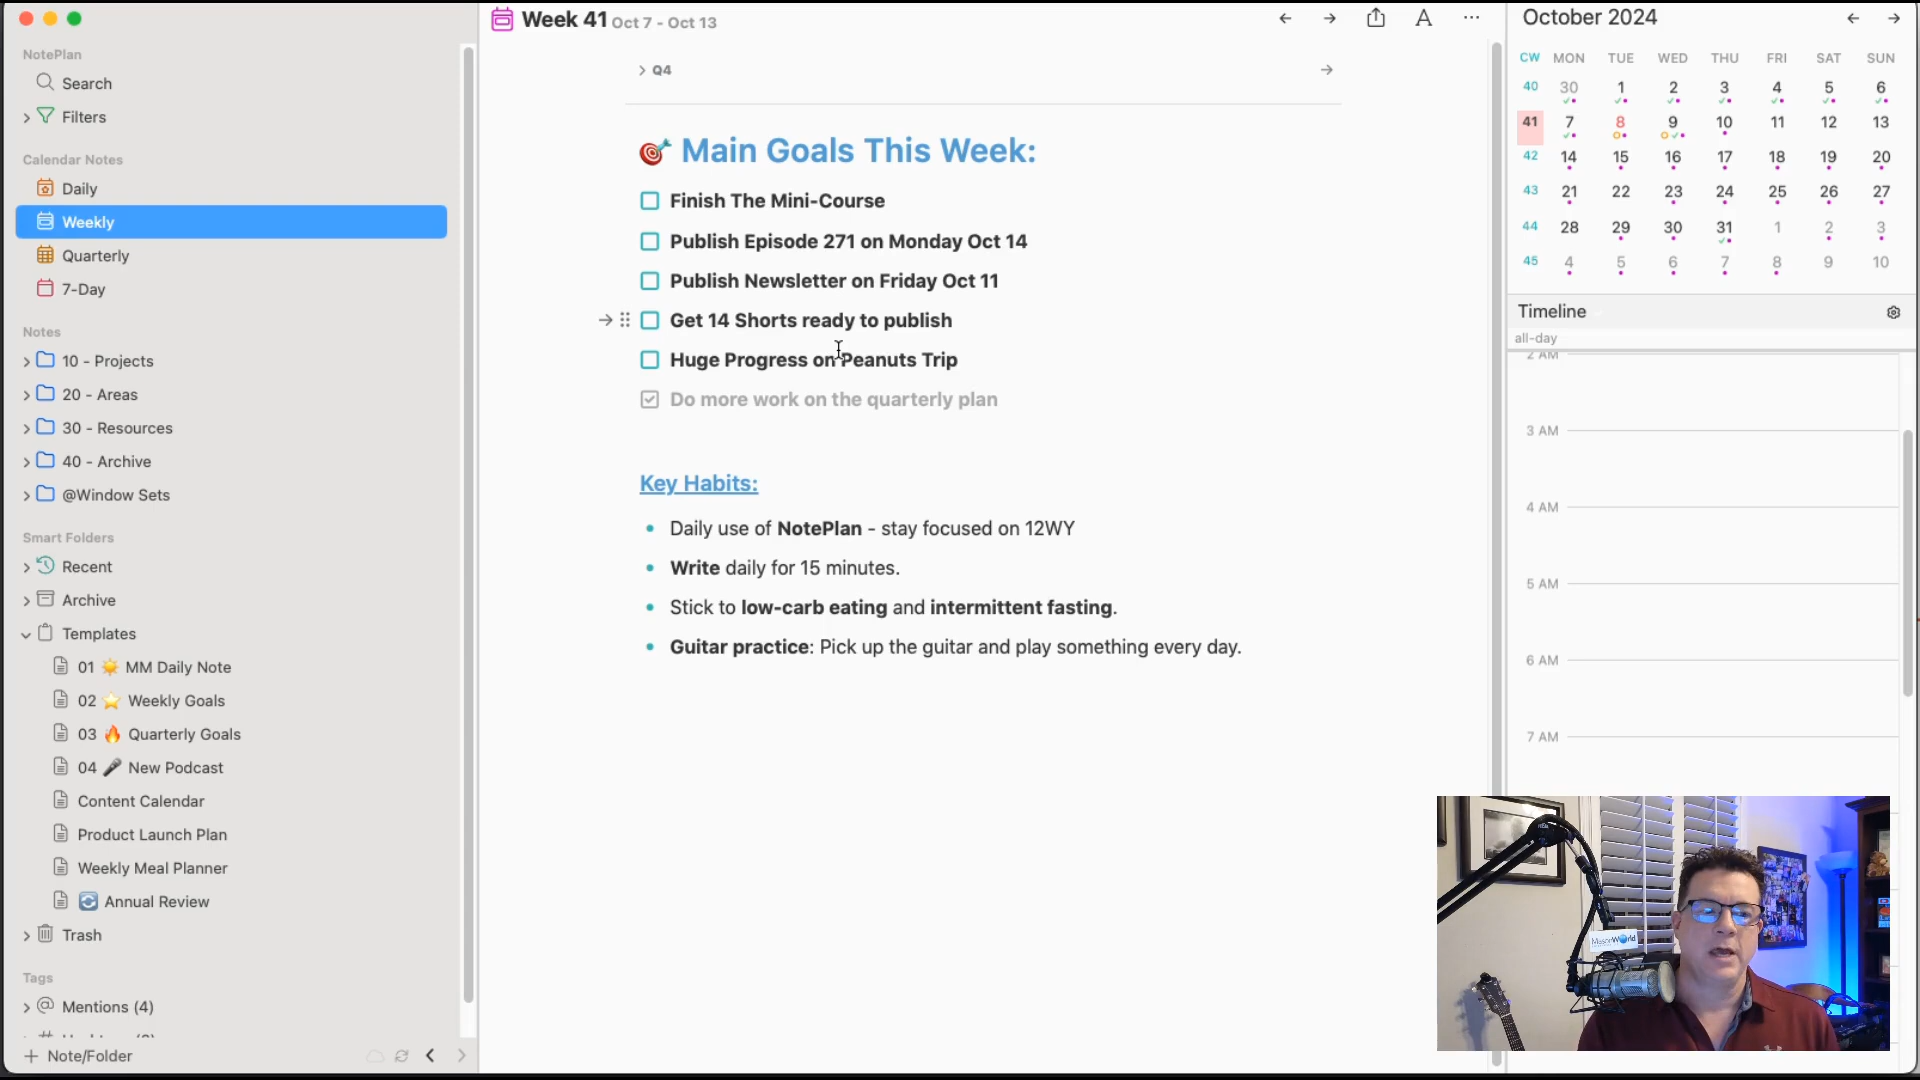 NotePlan
Search
Filters
Calendar Notes
Daily
Weekly
Quarterly
7-Day
Notes
10 - Projects
20 - Areas
30 - Resources
40 - Archive
@Window Sets
Smart Folders
Recent
Archive
Templates
01 ☀️ MM Daily Note
02 ⭐ Weekly Goals
03 🔥 Quarterly Goals
04 🎤 New Podcast
Content Calendar
Product Launch Plan
Weekly Meal Planner
🔄 Annual Review
Trash
Tags
Mentions (4)
+ Note/Folder
Week 41 Oct 7 - Oct 13
Q4
🎯 Main Goals This Week:
Finish The Mini-Course
Publish Episode 271 on Monday Oct 14
Publish Newsletter on Friday Oct 11
Get 14 Shorts ready to publish
Huge Progress on Peanuts Trip
Do more work on the quarterly plan
Key Habits:
• Daily use of NotePlan - stay focused on 12WY
• Write daily for 15 minutes.
• Stick to low-carb eating and intermittent fasting.
• Guitar practice: Pick up the guitar and play something every day.
October 2024
CW MON TUE WED THU FRI SAT SUN
40 30 1 2 3 4 5 6
41 7 8 9 10 11 12 13
42 14 15 16 17 18 19 20
43 21 22 23 24 25 26 27
44 28 29 30 31 1 2 3
45 4 5 6 7 8 9 10
Timeline
all-day
2 AM
3 AM
4 AM
5 AM
6 AM
7 AM
MasonWorld